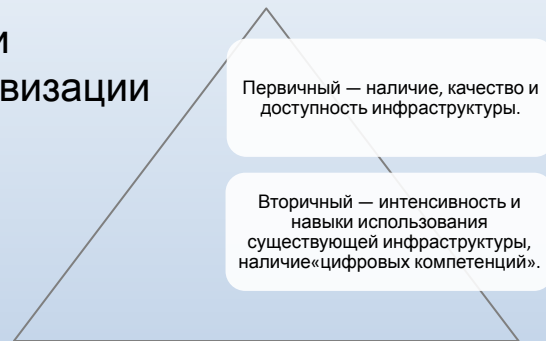 и
визации
Первичный — наличие, качество и
доступность инфраструктуры.
Вторичный — интенсивность и
навыки использования
существующей инфраструктуры,
наличие«цифровых компетенций».